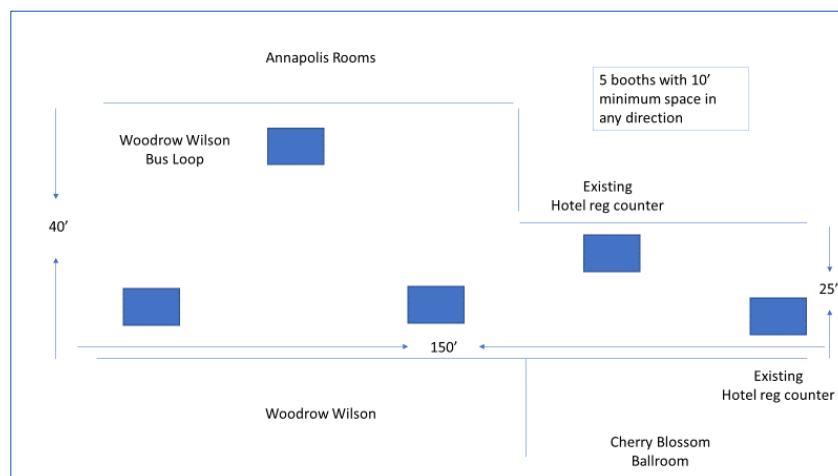 Annapolis Rooms
5 booths with 10’
minimum space in
any direction
Woodrow Wilson
Bus Loop
Existing
Hotel reg counter
40’
25’
150’
Existing
Hotel reg counter
Woodrow Wilson
Cherry Blossom
Ballroom